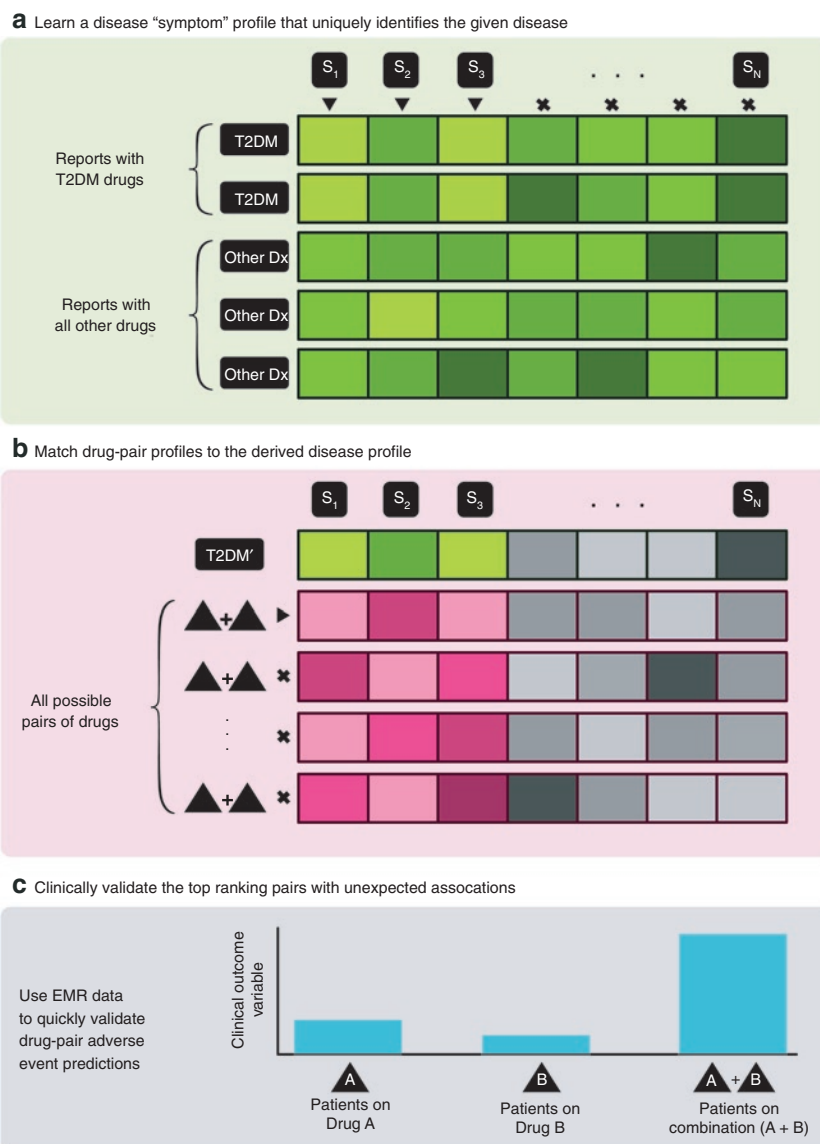 a Learn a disease “symptom” profile that uniquely identifies the given disease
S1 S2 S3 . . . SN
Reports with
T2DM drugs
T2DM
T2DM
Reports with
all other drugs
Other Dx
Other Dx
Other Dx
b Match drug-pair profiles to the derived disease profile
S1 S2 S3 . . . SN
T2DM′
All possible
pairs of drugs
+
+
.
.
.
+
c Clinically validate the top ranking pairs with unexpected assocations
Use EMR data
to quickly validate
drug-pair adverse
event predictions
Clinical outcome
variable
A
Patients on
Drug A
B
Patients on
Drug B
A + B
Patients on
combination (A + B)